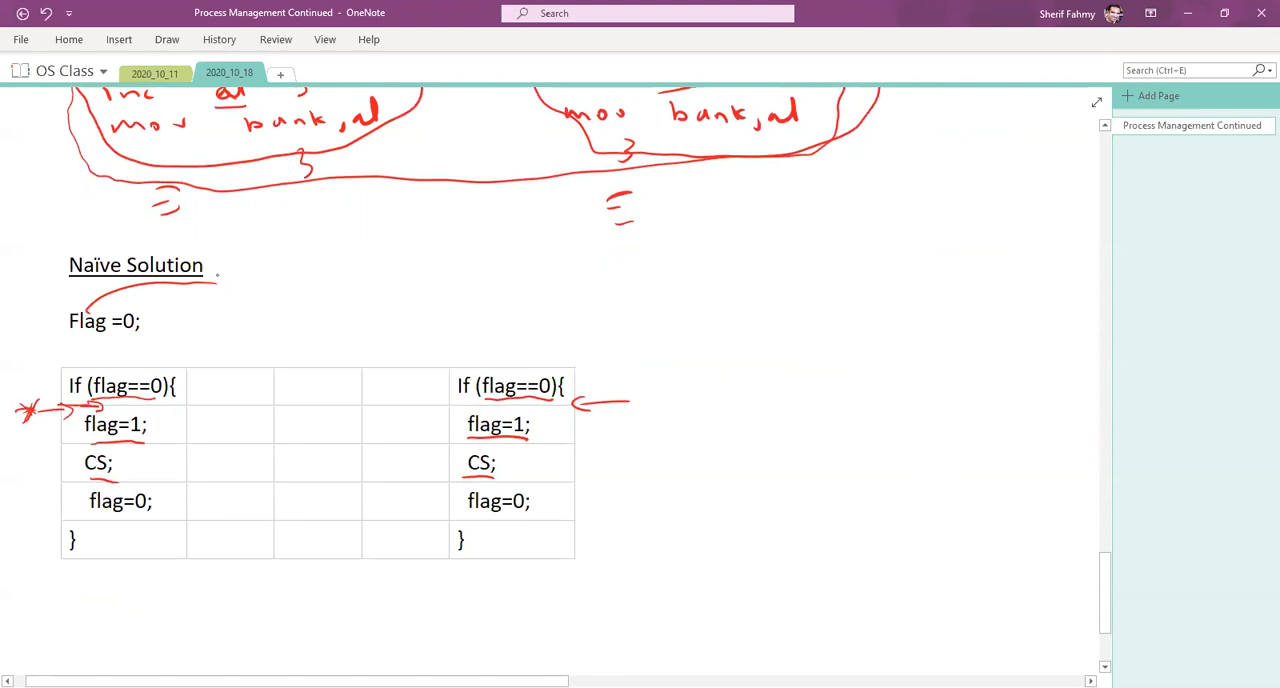 Process Management Continued - OneNote
Search
Sherif Fahmy
File Home Insert Draw History Review View Help
OS Class
2020_10_11
2020_10_18
Search (Ctrl+E)
Add Page
Process Management Continued
inc al
mov bank,al
mov bank,al
Naïve Solution
Flag =0;
If (flag==0){ If (flag==0){
flag=1; flag=1;
CS; CS;
flag=0; flag=0;
} }